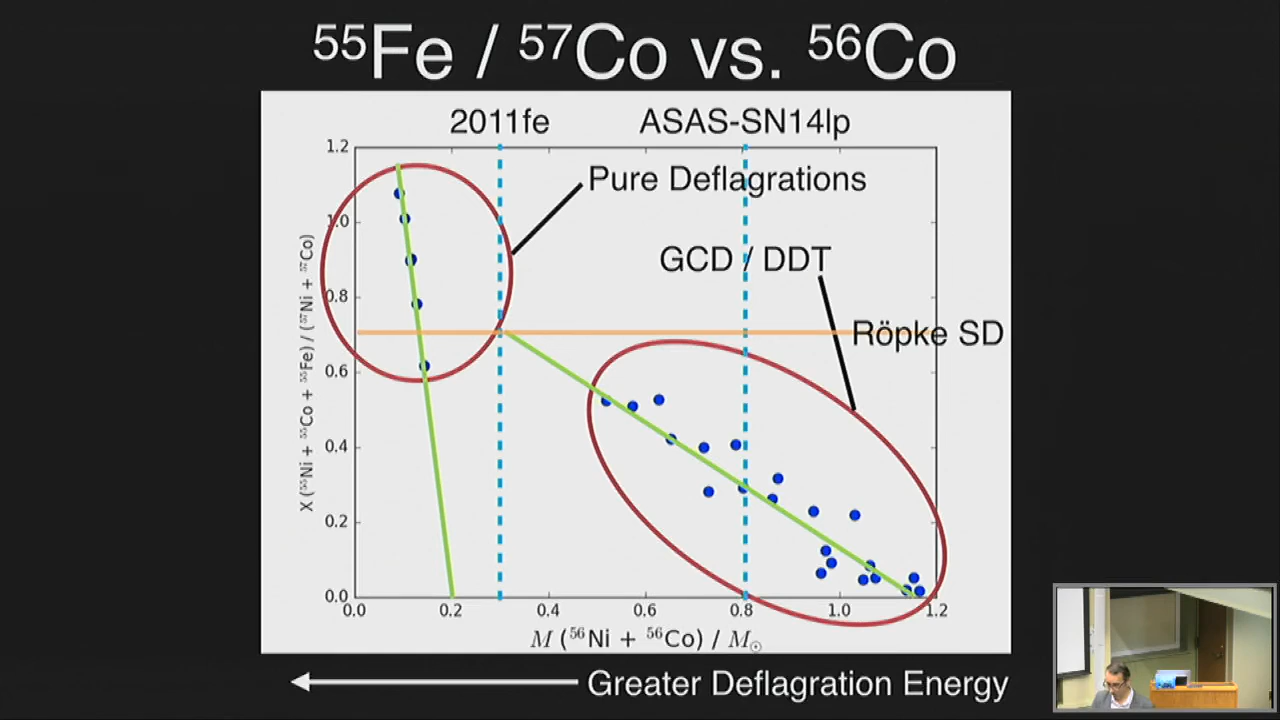 ⁵⁵Fe / ⁵⁷Co vs. ⁵⁶Co
2011fe
ASAS-SN14lp
Pure Deflagrations
GCD / DDT
Röpke SD
1.2
1.0
0.8
0.6
0.4
0.2
0.0
X (⁵⁵Ni + ⁵⁵Co + ⁵⁵Fe) / (⁵⁷Ni + ⁵⁷Co)
0.0 0.2 0.4 0.6 0.8 1.0 1.2
M (⁵⁶Ni + ⁵⁶Co) / M☉
Greater Deflagration Energy